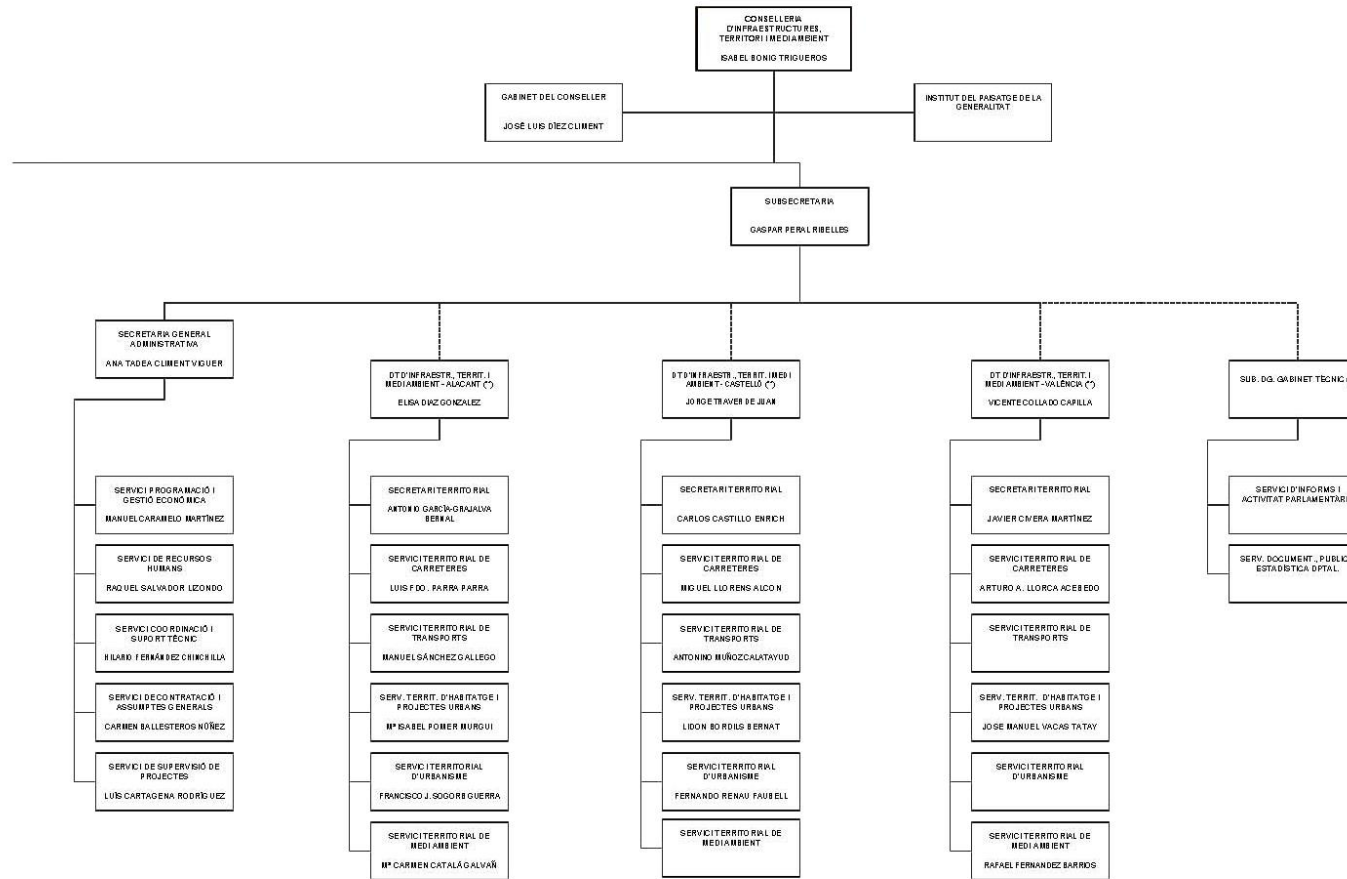 CONSELLERIA
D'INFRAESTRUCTURES,
TERRITORI I MEDI AMBIENT
ISABEL BONIG TRIGUEROS
GABINET DEL CONSELLER
JOSÉ LUIS DÍEZ CLIMENT
INSTITUT DEL PAISATGE DE LA
GENERALITAT
SUBSECRETARIA
GASPAR PERAL RIBELLES
SECRETARIA GENERAL
ADMINISTRATIVA
ANA TADEA CLIMENT VIGUER
SERVICI PROGRAMACIÓ I
GESTIÓ ECONÓMICA
MANUEL CARAMELO MARTÍNEZ
SERVICI DE RECURSOS
HUMANS
RAQUEL SALVADOR LIZONDO
SERVICI COORDINACIÓ I
SUPORT TÈCNIC
HILARIO FERNÁNDEZ CHINCHILLA
SERVICI DE CONTRATACIÓ I
ASSUMPTES GENERALS
CARMEN BALLESTEROS NÚÑEZ
SERVICI DE SUPERVISIÓ DE
PROJECTES
LUÍS CARTAGENA RODRÍGUEZ
DT D'INFRAESTR., TERRIT. I
MEDI AMBIENT - ALACANT (**)
ELISA DIAZ GONZALEZ
SECRETARI TERRITORIAL
ANTONIO GARCÍA-GRAJALVA
BERNAL
SERVICI TERRITORIAL DE
CARRETERES
LUIS FDO. PARRA PARRA
SERVICI TERRITORIAL DE
TRANSPORTS
MANUEL SÁNCHEZ GALLEGO
SERV. TERRIT. D'HABITATGE I
PROJECTES URBANS
Mª ISABEL POMER MURGUI
SERVICI TERRITORIAL
D'URBANISME
FRANCISCO J. SOGORB GUERRA
SERVICI TERRITORIAL DE
MEDI AMBIENT
Mª CARMEN CATALÁ GALVAÑ
DT D'INFRAESTR., TERRIT. I MEDI
AMBIENT - CASTELLÓ (**)
JORGE TRAVER DE JUAN
SECRETARI TERRITORIAL
CARLOS CASTILLO ENRICH
SERVICI TERRITORIAL DE
CARRETERES
MIGUEL LLORENS ALCON
SERVICI TERRITORIAL DE
TRANSPORTS
ANTONINO MUÑOZ CALATAYUD
SERV. TERRIT. D'HABITATGE I
PROJECTES URBANS
LIDON BORDILS BERNAT
SERVICI TERRITORIAL
D'URBANISME
FERNANDO RENAU FAUBELL
SERVICI TERRITORIAL DE
MEDI AMBIENT
DT D'INFRAESTR., TERRIT. I
MEDI AMBIENT - VALÈNCIA (**)
VICENTE COLLADO CAPILLA
SECRETARI TERRITORIAL
JAVIER CIVERA MARTÍNEZ
SERVICI TERRITORIAL DE
CARRETERES
ARTURO A. LLORCA ACEBEDO
SERVICI TERRITORIAL DE
TRANSPORTS
SERV. TERRIT. D'HABITATGE I
PROJECTES URBANS
JOSE MANUEL VACAS TATAY
SERVICI TERRITORIAL
D'URBANISME
SERVICI TERRITORIAL DE
MEDI AMBIENT
RAFAEL FERNANDEZ BARRIOS
SUB. DG. GABINET TÈCNIC
SERVICI D'INFORMS I
ACTIVITAT PARLAMENTÀRI
SERV. DOCUMENT., PUBLIC
ESTADÍSTICA DPTAL.